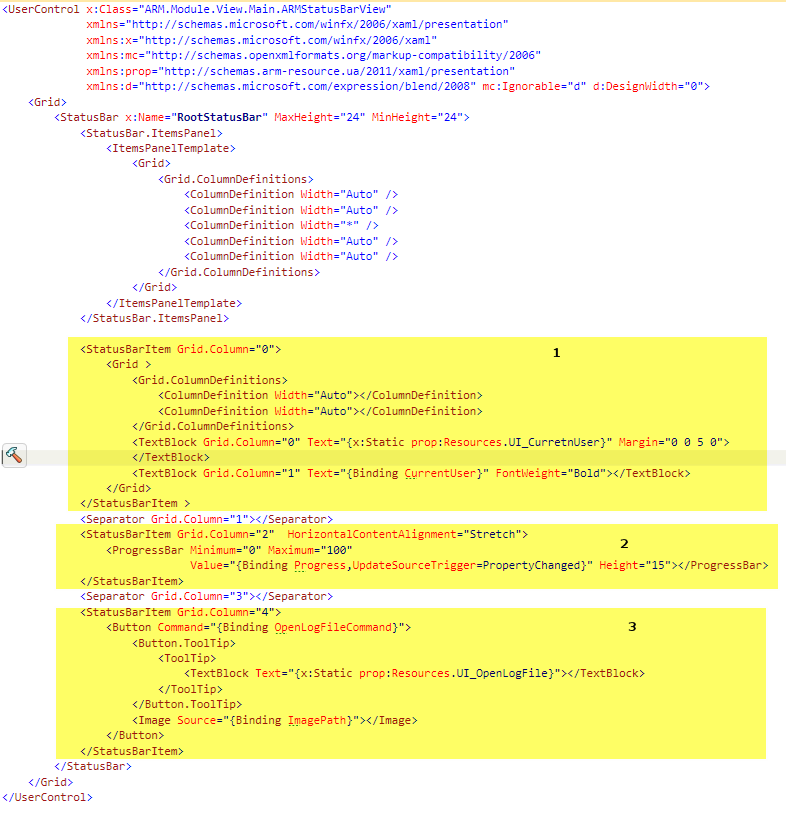 <UserControl x:Class="ARM.Module.View.Main.ARMStatusBarView"
xmlns="http://schemas.microsoft.com/winfx/2006/xaml/presentation"
xmlns:x="http://schemas.microsoft.com/winfx/2006/xaml"
xmlns:mc="http://schemas.openxmlformats.org/markup-compatibility/2006"
xmlns:prop="http://schemas.arm-resource.ua/2011/xaml/presentation"
xmlns:d="http://schemas.microsoft.com/expression/blend/2008" mc:Ignorable="d" d:DesignWidth="0">
<Grid>
<StatusBar x:Name="RootStatusBar" MaxHeight="24" MinHeight="24">
<StatusBar.ItemsPanel>
<ItemsPanelTemplate>
<Grid>
<Grid.ColumnDefinitions>
<ColumnDefinition Width="Auto" />
<ColumnDefinition Width="Auto" />
<ColumnDefinition Width="*" />
<ColumnDefinition Width="Auto" />
<ColumnDefinition Width="Auto" />
</Grid.ColumnDefinitions>
</Grid>
</ItemsPanelTemplate>
</StatusBar.ItemsPanel>
<StatusBarItem Grid.Column="0"> 1
<Grid >
<Grid.ColumnDefinitions>
<ColumnDefinition Width="Auto"></ColumnDefinition>
<ColumnDefinition Width="Auto"></ColumnDefinition>
</Grid.ColumnDefinitions>
<TextBlock Grid.Column="0" Text="{x:Static prop:Resources.UI_CurretnUser}" Margin="0 0 5 0">
</TextBlock>
<TextBlock Grid.Column="1" Text="{Binding CurrentUser}" FontWeight="Bold"></TextBlock>
</Grid>
</StatusBarItem >
<Separator Grid.Column="1"></Separator>
<StatusBarItem Grid.Column="2"  HorizontalContentAlignment="Stretch"> 2
<ProgressBar Minimum="0" Maximum="100"
Value="{Binding Progress,UpdateSourceTrigger=PropertyChanged}" Height="15"></ProgressBar>
</StatusBarItem>
<Separator Grid.Column="3"></Separator>
<StatusBarItem Grid.Column="4">
<Button Command="{Binding OpenLogFileCommand}"> 3
<Button.ToolTip>
<ToolTip>
<TextBlock Text="{x:Static prop:Resources.UI_OpenLogFile}"></TextBlock>
</ToolTip>
</Button.ToolTip>
<Image Source="{Binding ImagePath}"></Image>
</Button>
</StatusBarItem>
</StatusBar>
</Grid>
</UserControl>